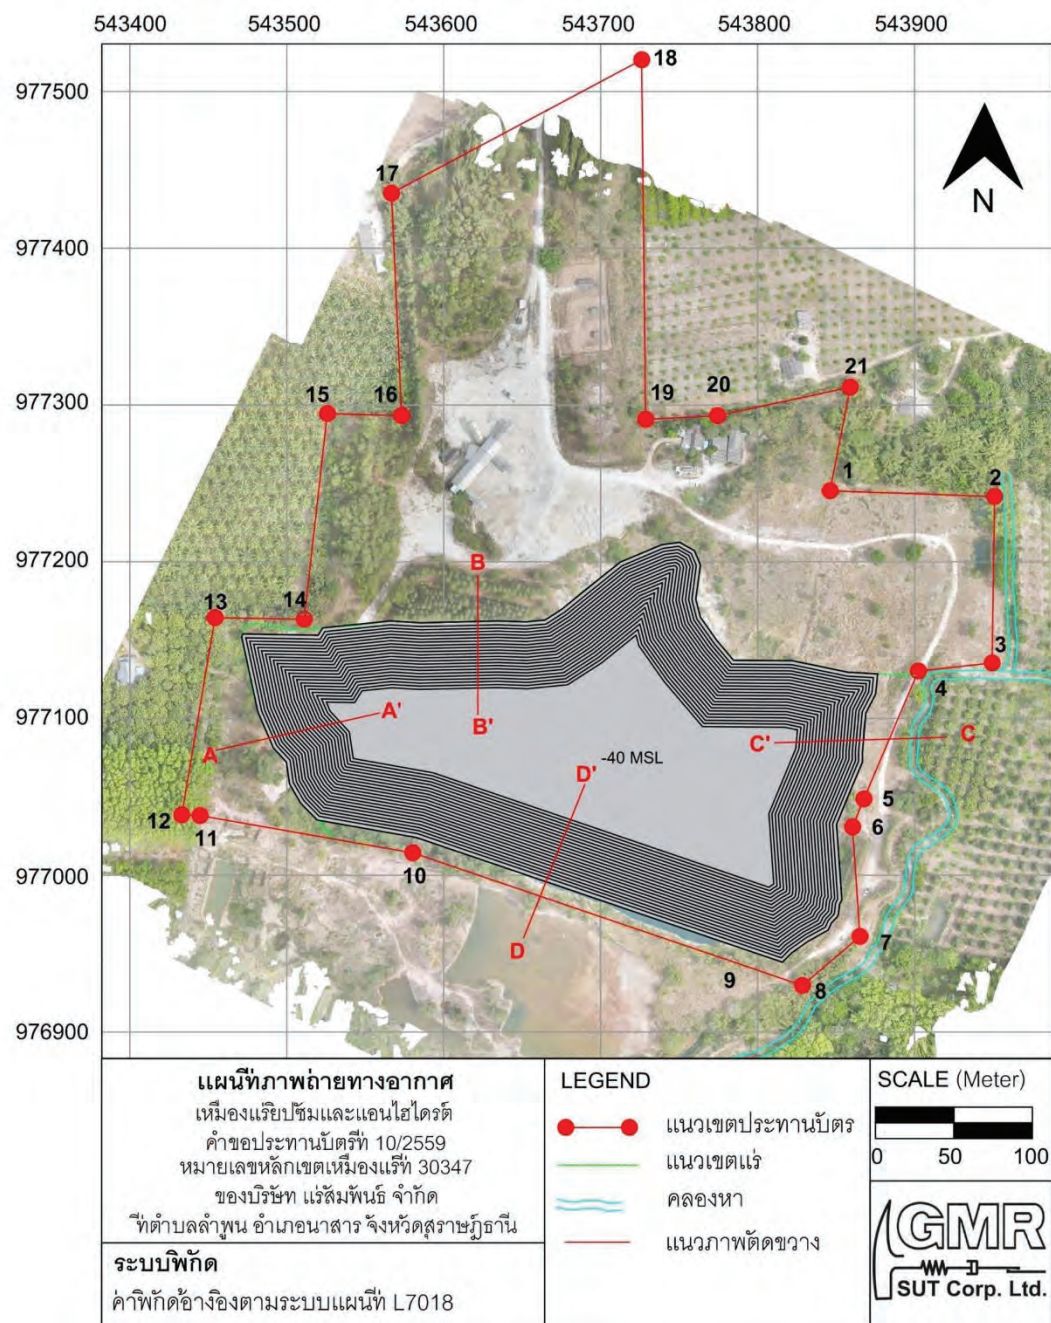 543400 543500 543600 543700 543800 543900
18
977500
17
N
977400
21
977300 15 16 19 20
1
2
977200
B
13 14
3
4
977100
A' B' C' C
A
-40 MSL
D'
5
12 11 6
10
977000
D
7
9
8
976900
แผนที่ภาพถ่ายทางอากาศ
เหมืองแร่ยิปซัมและแอนไฮไดรต์
คำขอประทานบัตรที่ 10/2559
หมายเลขหลักเขตเหมืองแร่ที่ 30347
ของบริษัท แร่สัมพันธ์ จำกัด
ที่ตำบลลำพูน อำเภอนาสาร จังหวัดสุราษฎ์ธานี
ระบบพิกัด
ค่าพิกัดอ้างอิงตามระบบแผนที่ L7018
LEGEND
แนวเขตประทานบัตร
แนวเขตแร่
คลองหา
แนวภาพตัดขวาง
SCALE (Meter)
0 50 100
GMR
SUT Corp. Ltd.